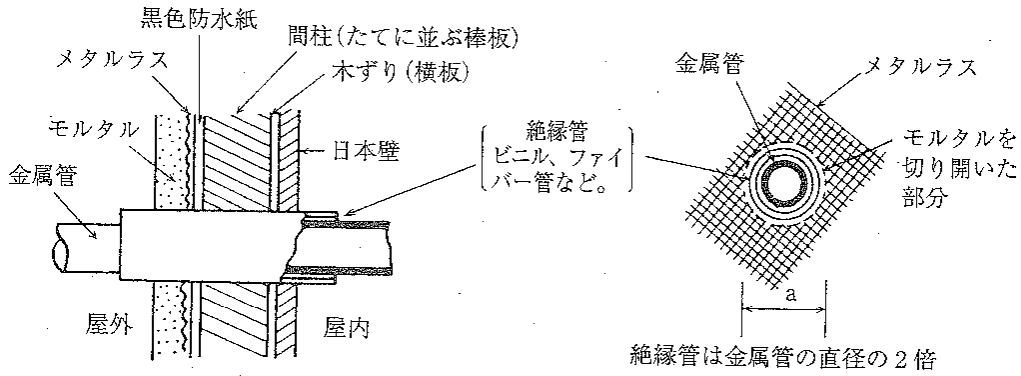 黒色防水紙
メタルラス
モルタル
金属管
間柱(たてに並ぶ棒板)
木ずり(横板)
日本壁
屋外
屋内
絶縁管
ビニル、ファイ
バー管など。
金属管
メタルラス
モルタルを
切り開いた
部分
a
絶縁管は金属管の直径の2倍